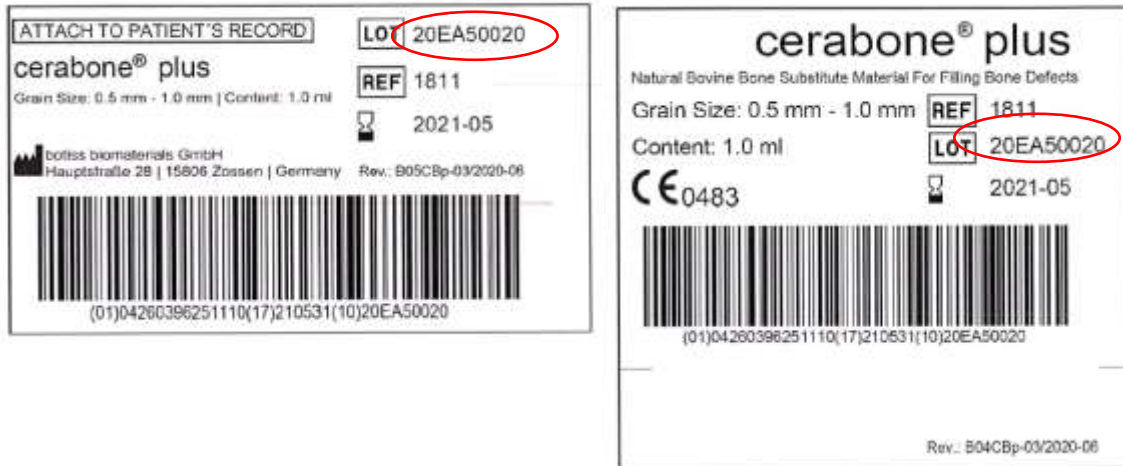 ATTACH TO PATIENT´S RECORD
LOT 20EA50020
cerabone® plus
REF 1811
Grain Size: 0.5 mm - 1.0 mm | Content: 1.0 ml
2021-05
botiss biomaterials GmbH
Hauptstraße 28 | 15806 Zossen | Germany
Rev.: B05CBp-03/2020-06
(01)04260396251110(17)210531(10)20EA50020
cerabone® plus
Natural Bovine Bone Substitute Material For Filling Bone Defects
Grain Size: 0.5 mm - 1.0 mm REF 1811
Content: 1.0 ml LOT 20EA50020
CE0483 2021-05
(01)04260396251110(17)210531(10)20EA50020
Rev.: B04CBp-03/2020-06